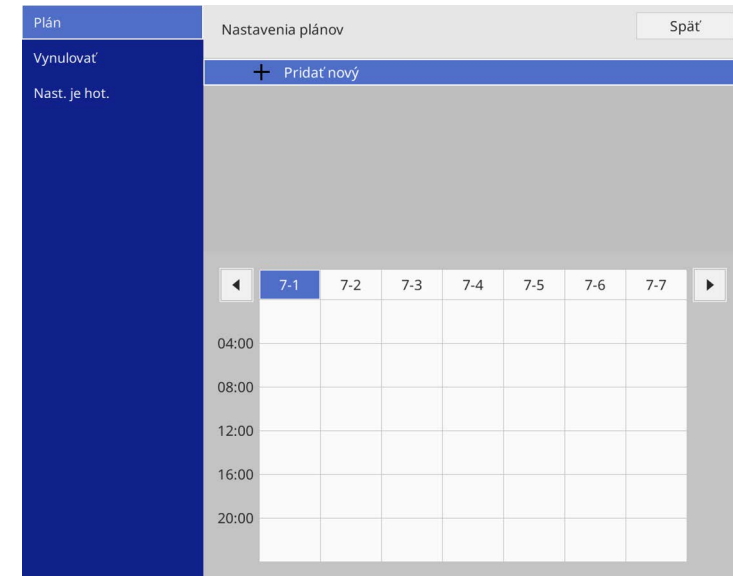 Plán
Vynulovať
Nast. je hot.
Nastavenia plánov
Späť
Pridať nový
7-1 7-2 7-3 7-4 7-5 7-6 7-7
04:00
08:00
12:00
16:00
20:00